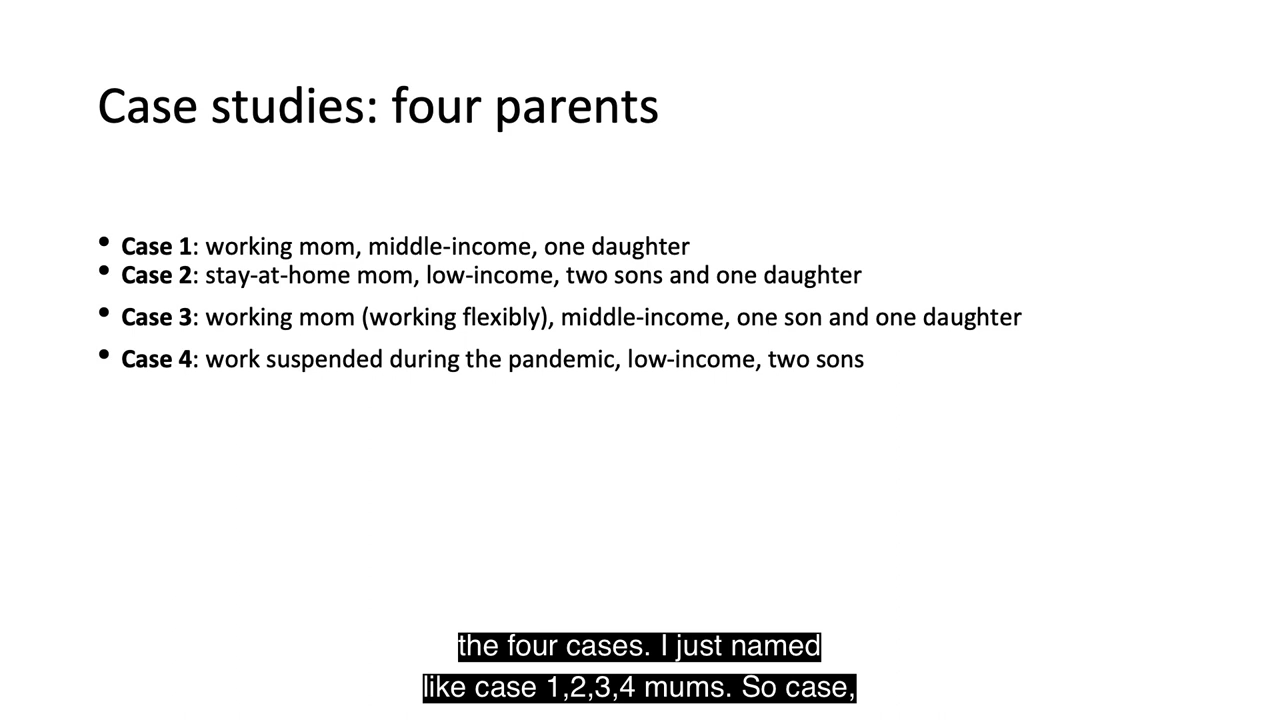 Case studies: four parents
• Case 1: working mom, middle-income, one daughter
• Case 2: stay-at-home mom, low-income, two sons and one daughter
• Case 3: working mom (working flexibly), middle-income, one son and one daughter
• Case 4: work suspended during the pandemic, low-income, two sons
the four cases. I just named
like case 1,2,3,4 mums. So case,